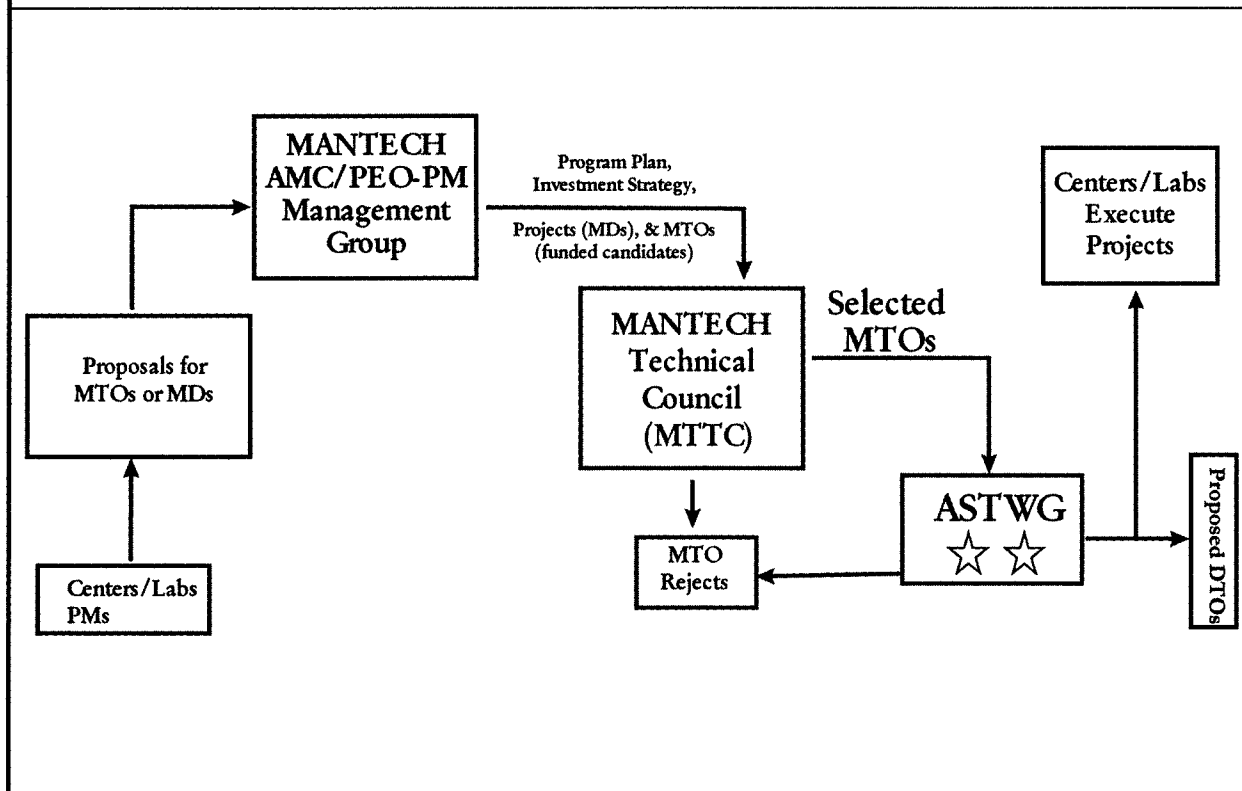 MANTECH
AMC/PEO-PM
Management
Group
Program Plan,
Investment Strategy,
Projects (MDs), & MTOs
(funded candidates)
Centers/Labs
Execute
Projects
Proposals for
MTOs or MDs
MANTECH
Technical
Council
(MTTC)
Selected
MTOs
Centers/Labs
PMs
MTO
Rejects
ASTWG
Proposed DTOs